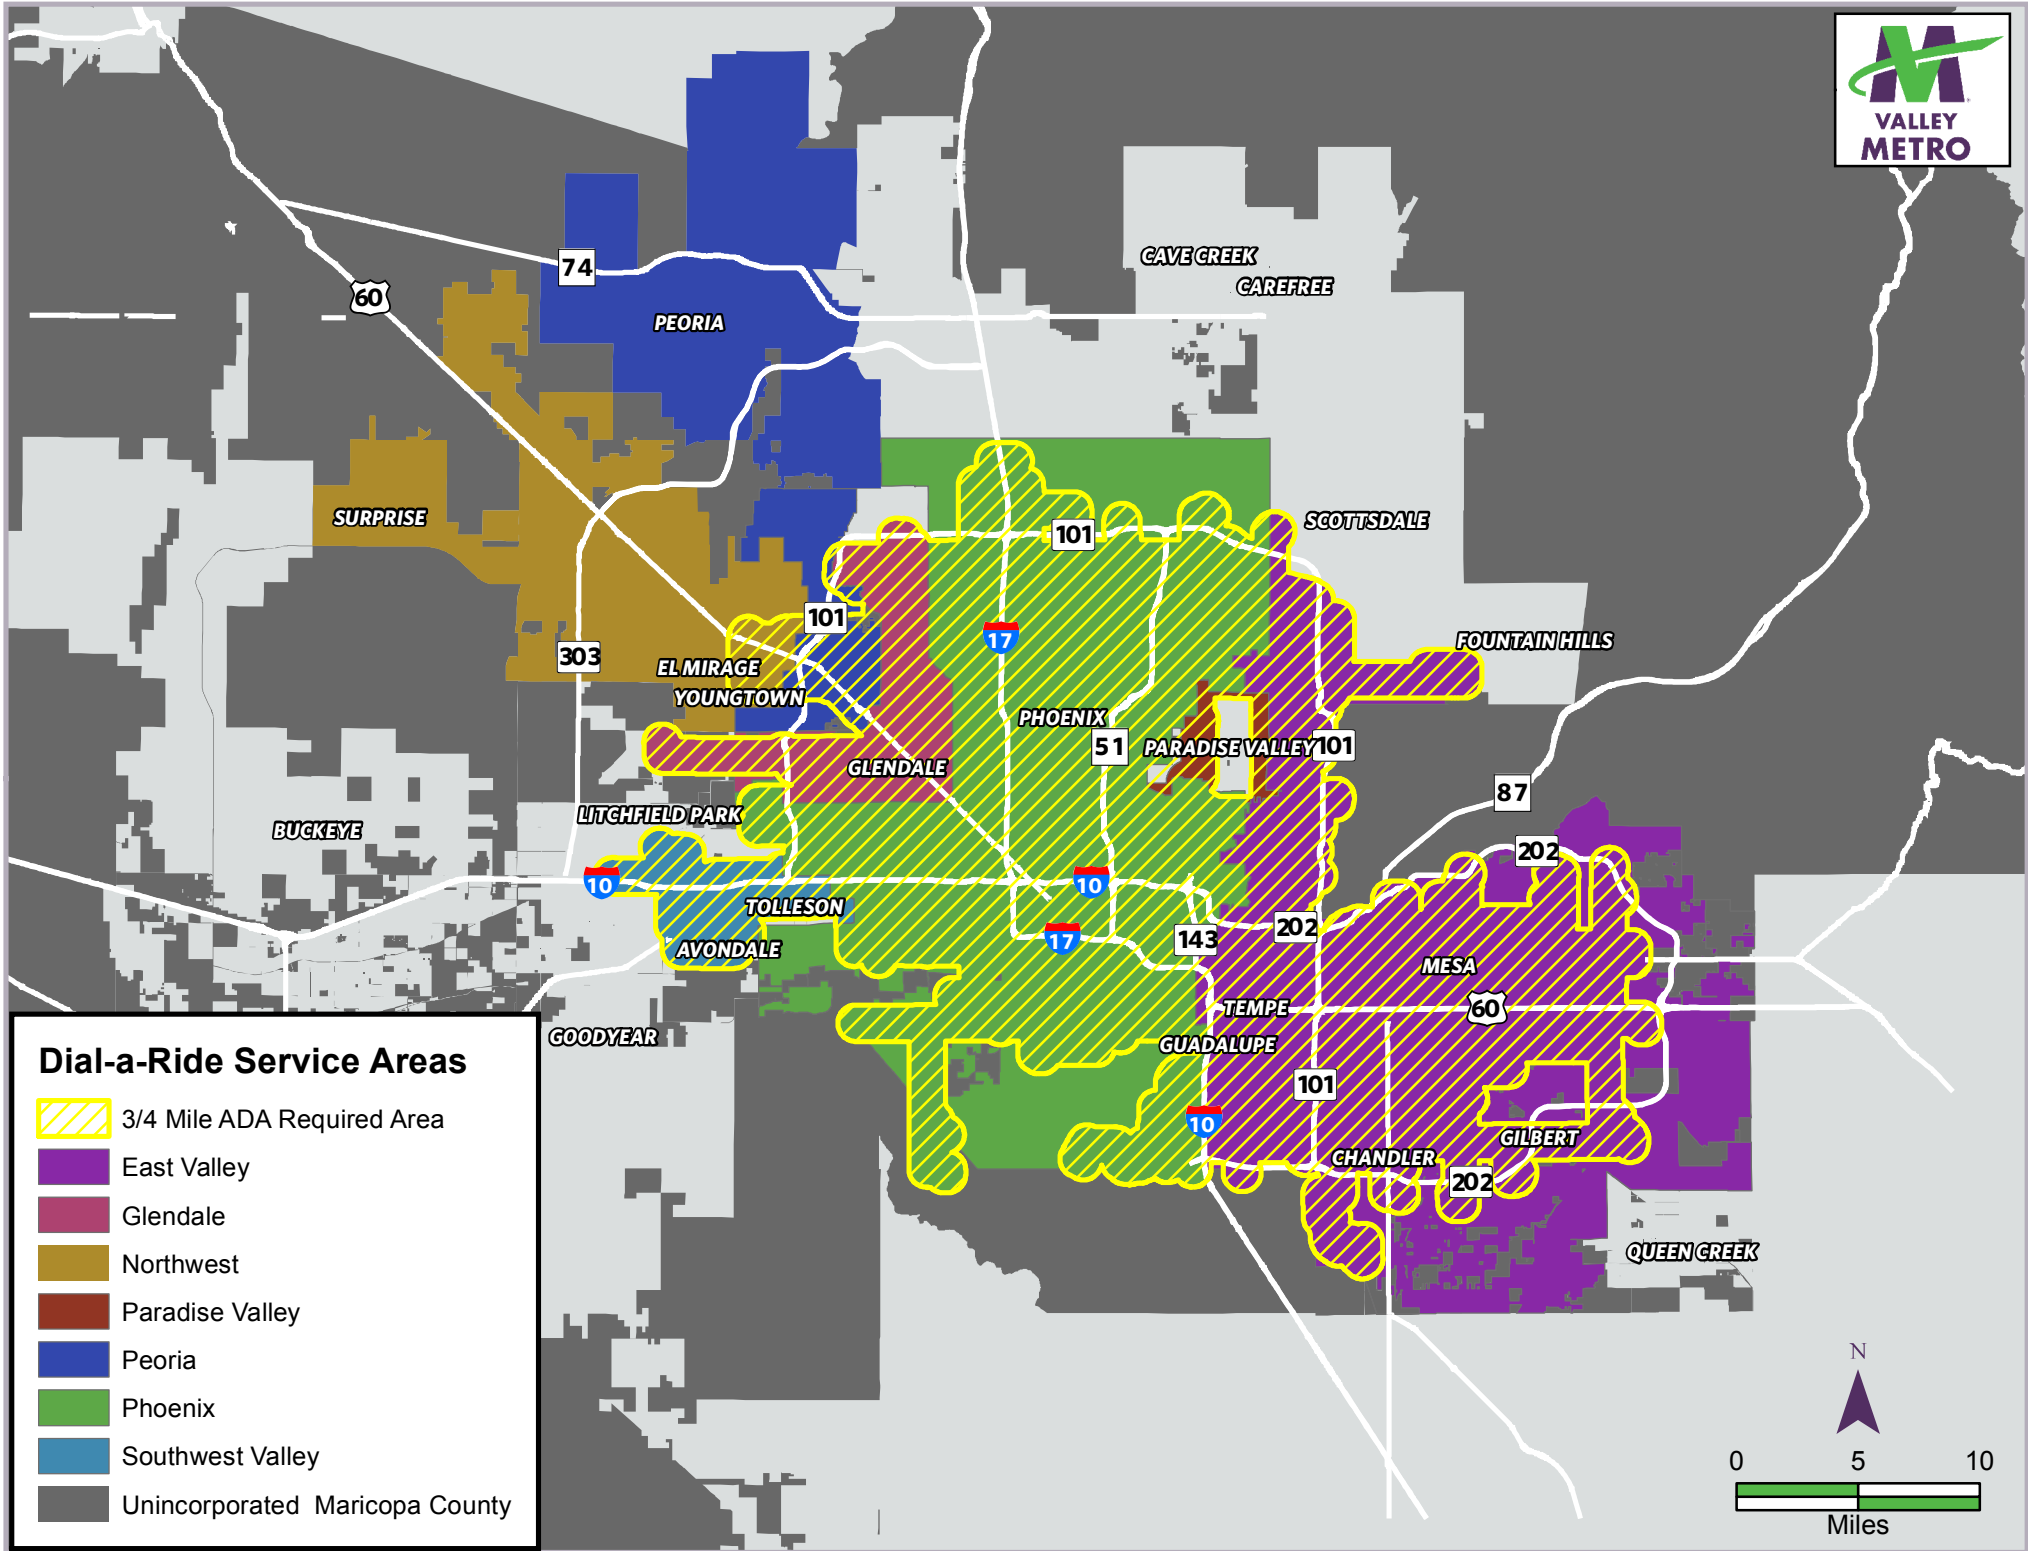 VALLEY
METRO
CAVE CREEK
CAREFREE
74
60
PEORIA
SURPRISE
SCOTTSDALE
101
101
17
FOUNTAIN HILLS
303
EL MIRAGE
YOUNGTOWN
PHOENIX
51
PARADISE VALLEY
101
GLENDALE
87
LITCHFIELD PARK
BUCKEYE
202
10
10
TOLLESON
202
17
143
AVONDALE
MESA
TEMPE
60
GOODYEAR
GUADALUPE
101
10
GILBERT
CHANDLER
202
QUEEN CREEK
Dial-a-Ride Service Areas
3/4 Mile ADA Required Area
East Valley
Glendale
Northwest
Paradise Valley
Peoria
Phoenix
Southwest Valley
Unincorporated Maricopa County
N
0 5 10
Miles